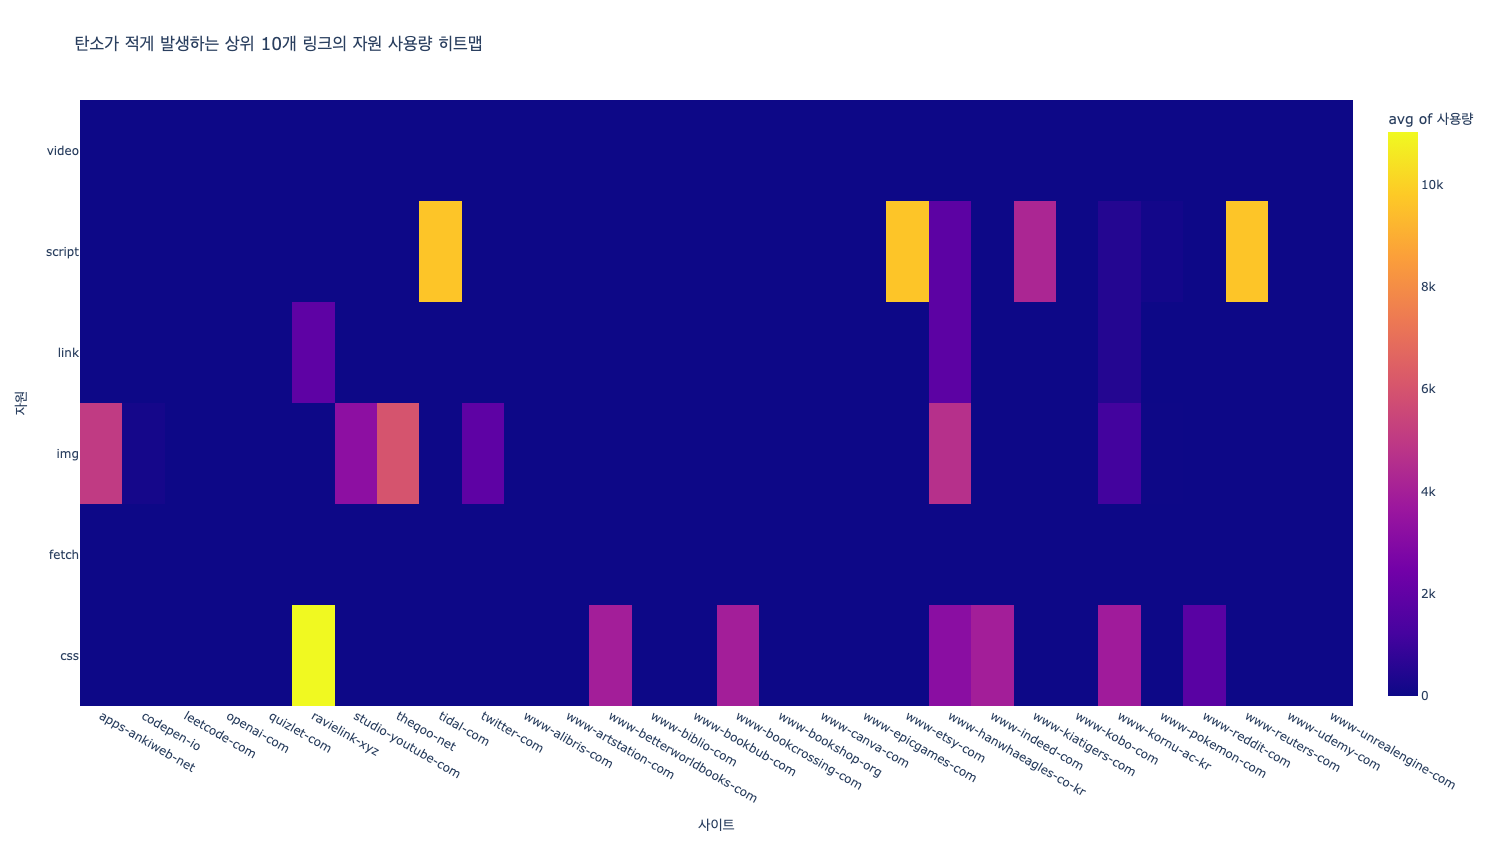 탄소가 적게 발생하는 상위 10개 링크의 자원 사용량 히트맵
avg of 사용량
10k
8k
6k
4k
2k
0
자원
video
script
link
img
fetch
css
apps-ankiweb-net
codepen-io
leetcode-com
openai-com
quizlet-com
ravielink-xyz
studio-youtube-com
theqoo-net
tidal-com
twitter-com
www-alibris-com
www-artstation-com
www-betterworldbooks-com
www-biblio-com
www-bookbub-com
www-bookcrossing-com
www-bookshop-org
www-canva-com
www-epicgames-com
www-etsy-com
www-hanwhaeagles-co-kr
www-indeed-com
www-kiatigers-com
www-kobo-com
www-kornu-ac-kr
www-pokemon-com
www-reddit-com
www-reuters-com
www-udemy-com
www-unrealengine-com
사이트